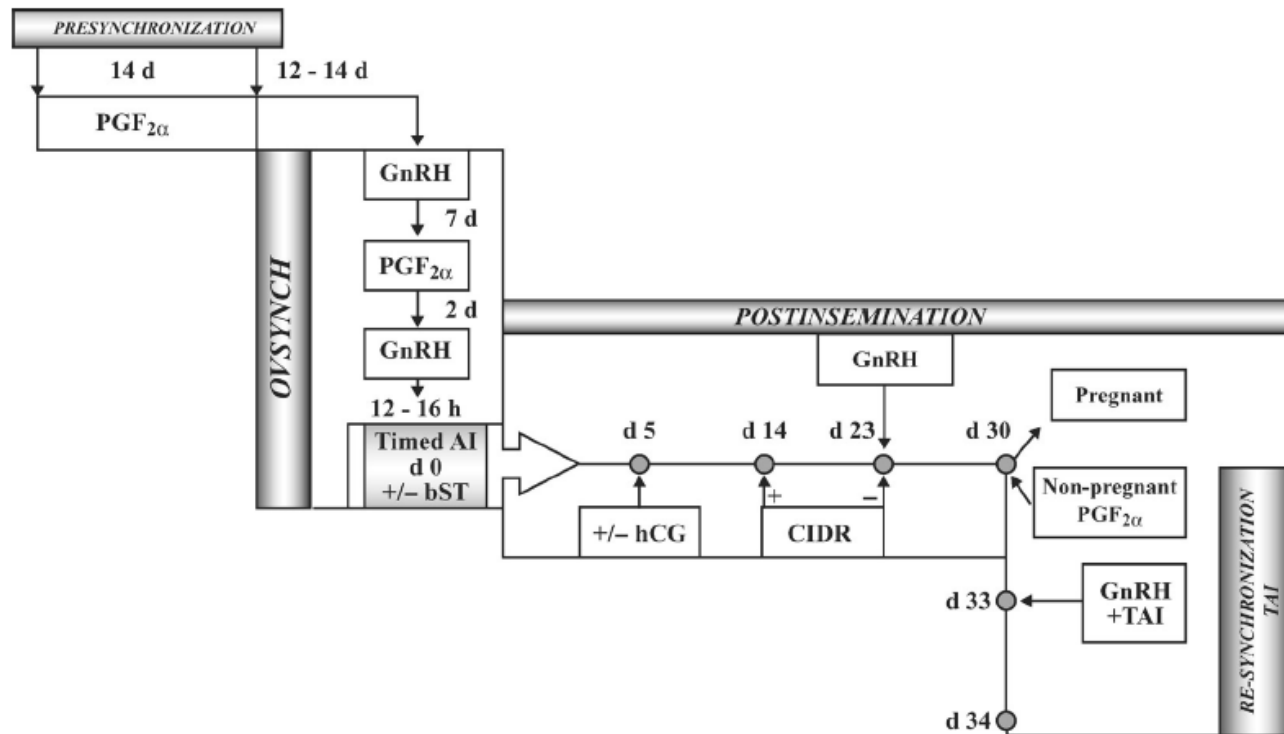 PRESYNCHRONIZATION
14 d
12 - 14 d
PGF2α
GnRH
7 d
PGF2α
2 d
GnRH
12 - 16 h
Timed AI
d 0
+/− bST
OVSYNCH
POSTINSEMINATION
GnRH
d 5
d 14
d 23
d 30
+
−
+/− hCG
CIDR
Pregnant
Non-pregnant
PGF2α
d 33
GnRH
+TAI
d 34
RE-SYNCHRONIZATION
TAI